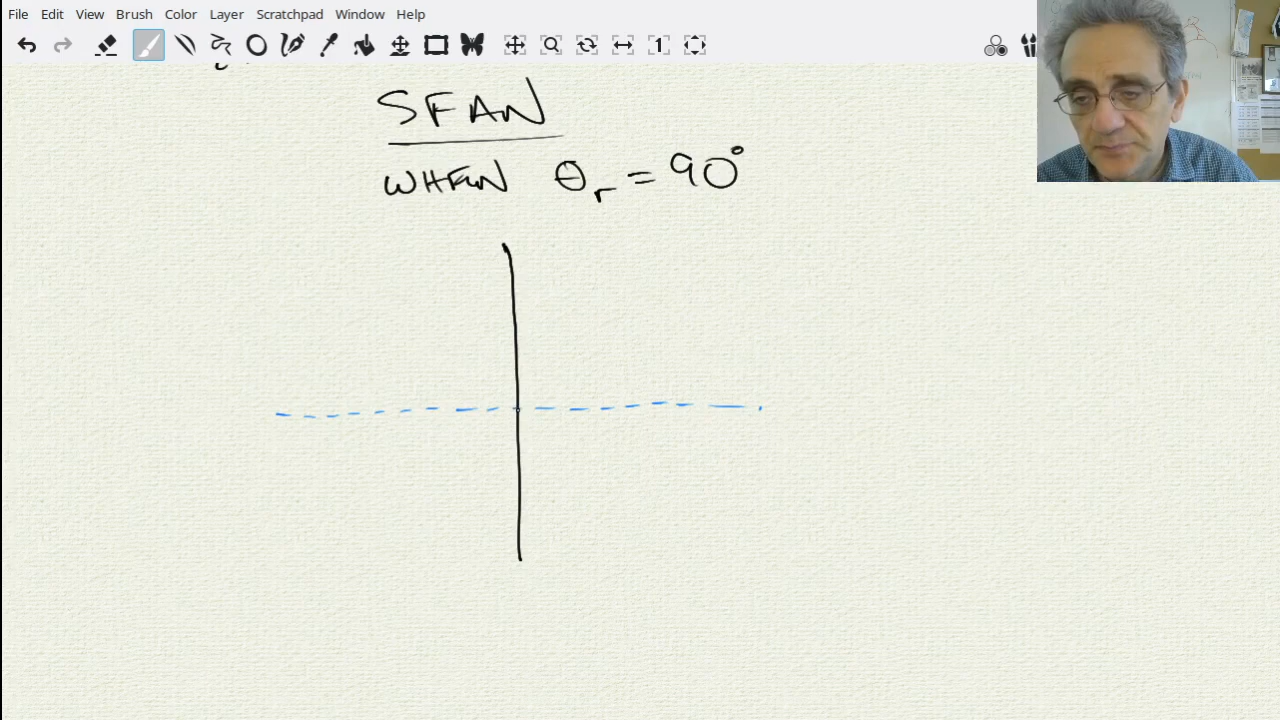 File Edit View Brush Color Layer Scratchpad Window Help
SFAN
WHEN θr = 90°